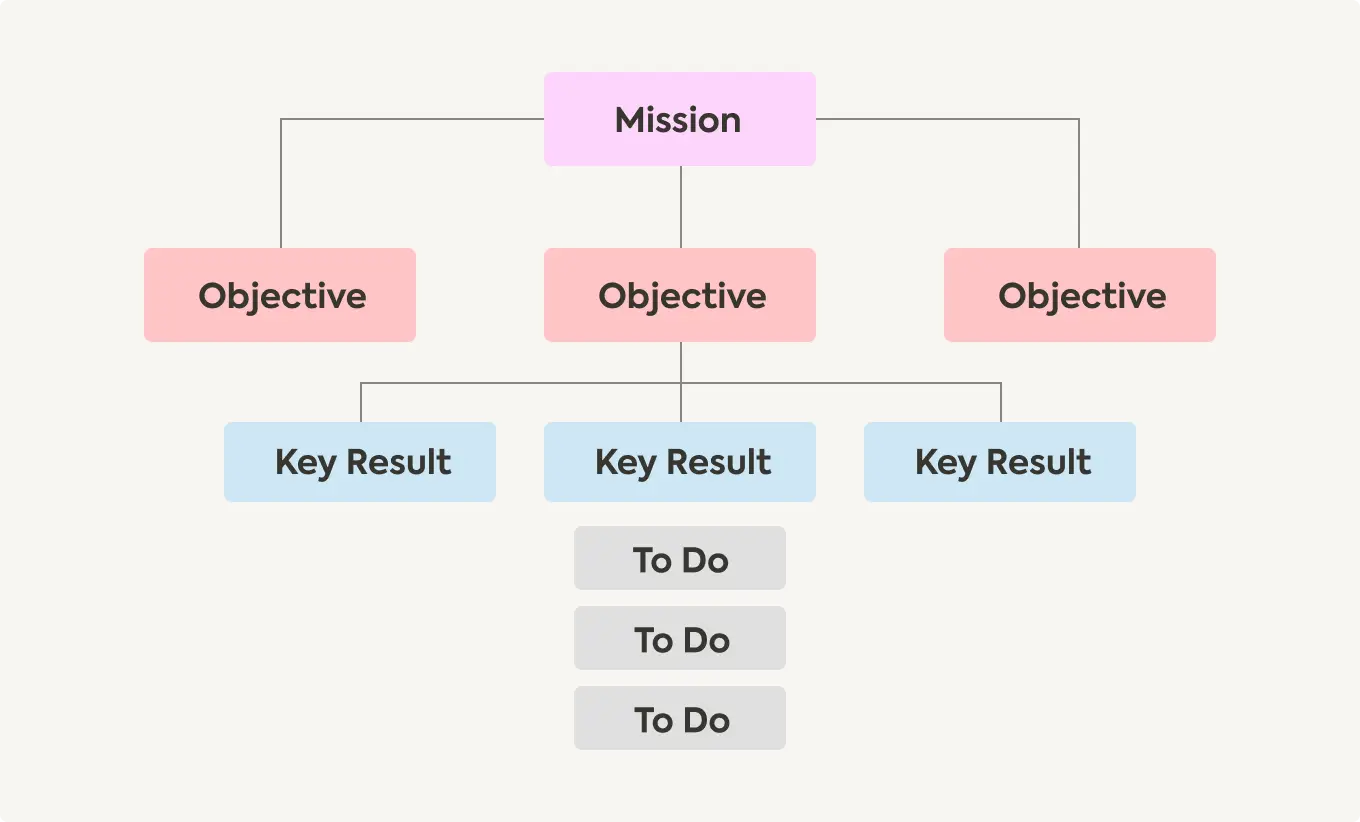 Mission
Objective
Objective
Objective
Key Result
Key Result
Key Result
To Do
To Do
To Do